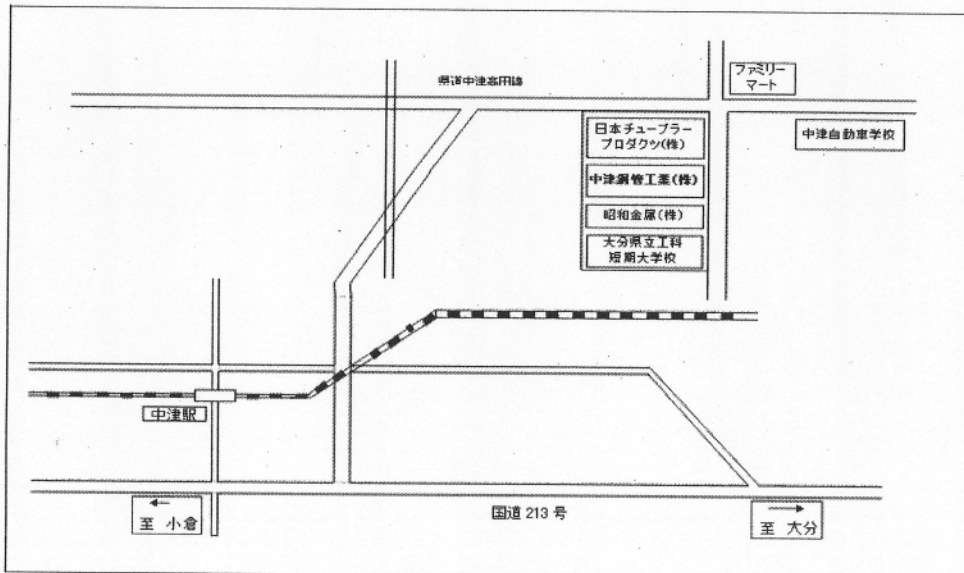 県道中津高田線
ファミリー
マート
日本チューブラー
プロダクツ(株)
中津自動車学校
中津鋼管工業(株)
昭和金属(株)
大分県立工科
短期大学校
中津駅
至 小倉
国道 213 号
至 大分